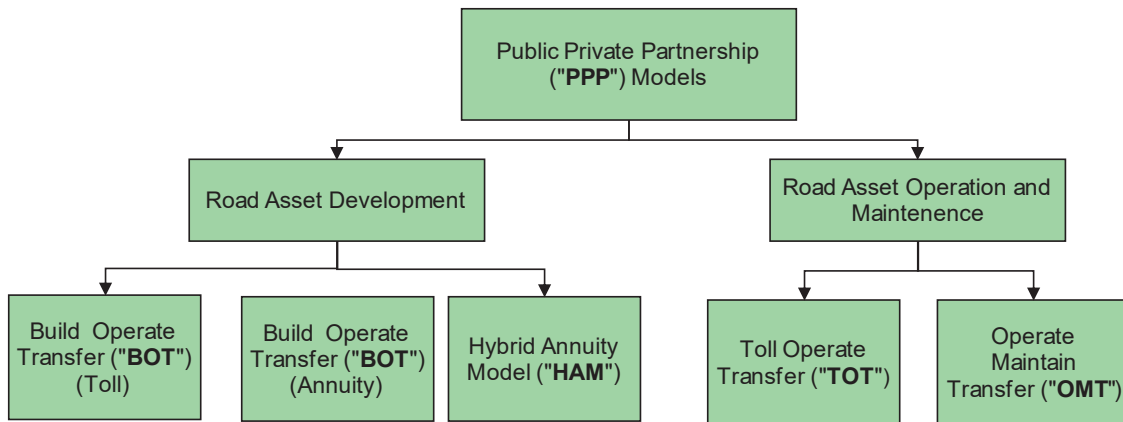 Public Private Partnership
("PPP") Models
Road Asset Development
Road Asset Operation and
Maintenence
Build Operate
Transfer ("BOT")
(Toll)
Build Operate
Transfer ("BOT")
(Annuity)
Hybrid Annuity
Model ("HAM")
Toll Operate
Transfer ("TOT")
Operate
Maintain
Transfer "OMT")